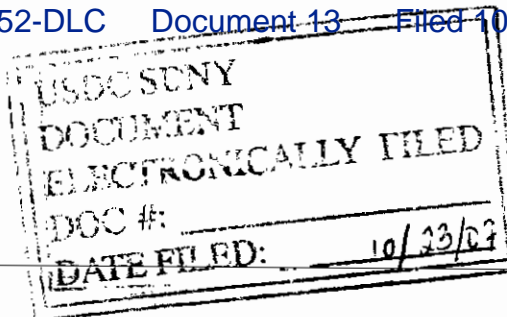 52-DLC Document 13 Filed 10
USDC SDNY
DOCUMENT
ELECTRONICALLY FILED
DOC #:
DATE FILED: 10/23/07